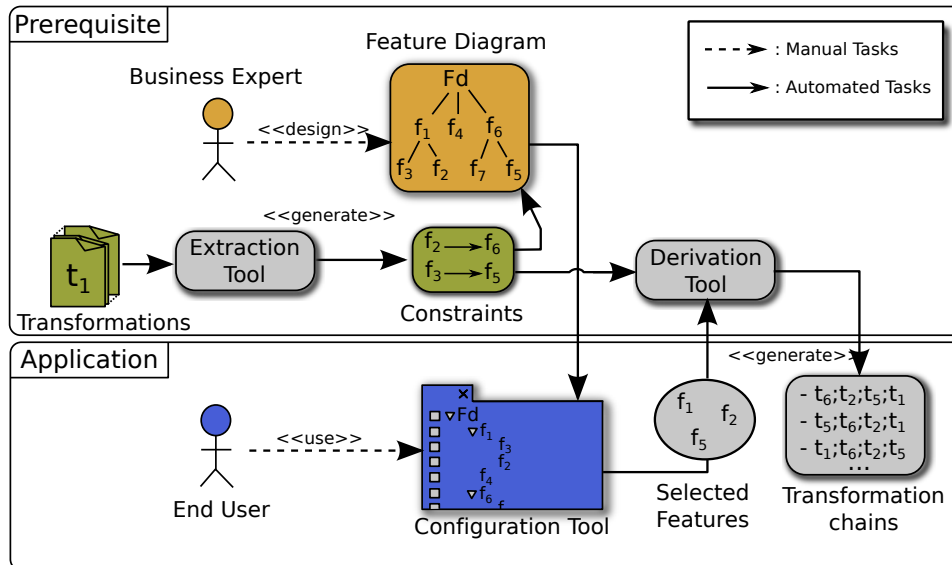 Prerequisite
Feature Diagram
Business Expert
<<design>>
Fd
f1 f4 f6
f3 f2 f7 f5
: Manual Tasks
: Automated Tasks
<<generate>>
t1
Transformations
Extraction
Tool
f2 f6
f3 f5
Constraints
Derivation
Tool
Application
<<generate>>
End User
<<use>>
x
Fd
f1
f3
f2
f4
f6
Configuration Tool
f1
f2
f5
Selected
Features
- t6;t2;t5;t1
- t5;t6;t2;t1
- t1;t6;t2;t5
...
Transformation
chains